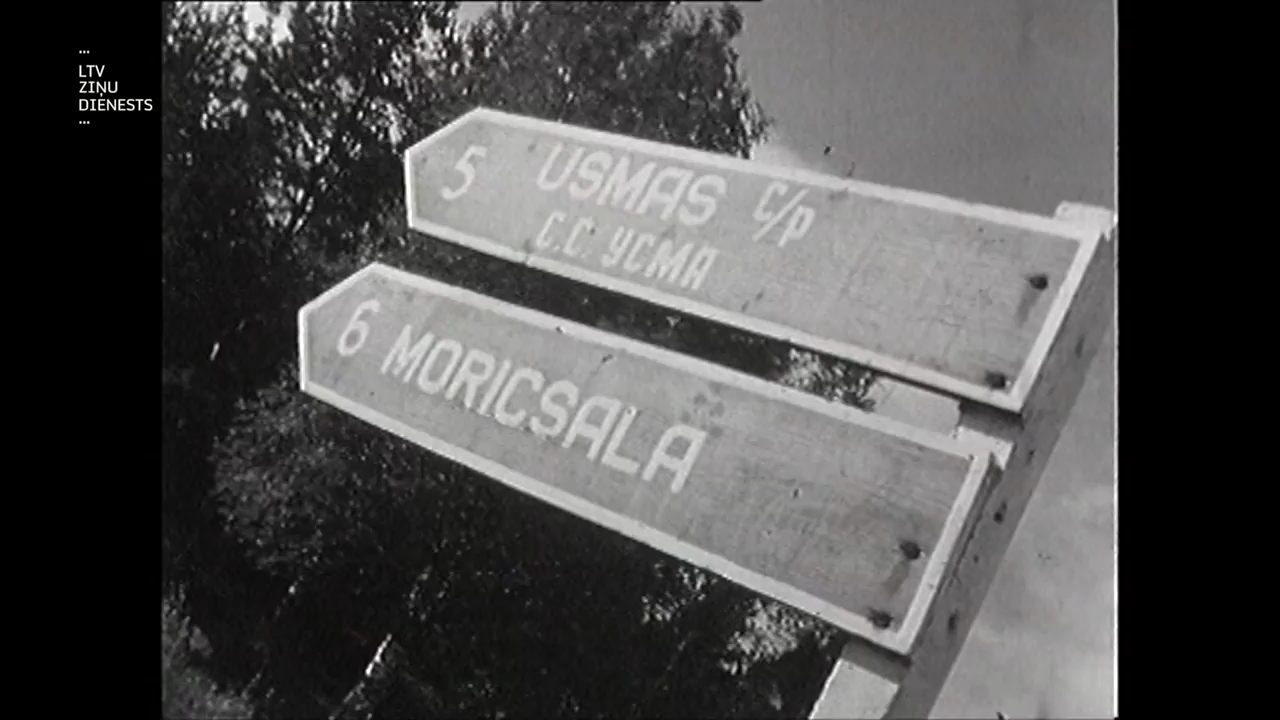 ...
LTV
ZIŅU
DIENESTS
...
5 USMAS C/P
C.C. УСМА
6 MORICSALA